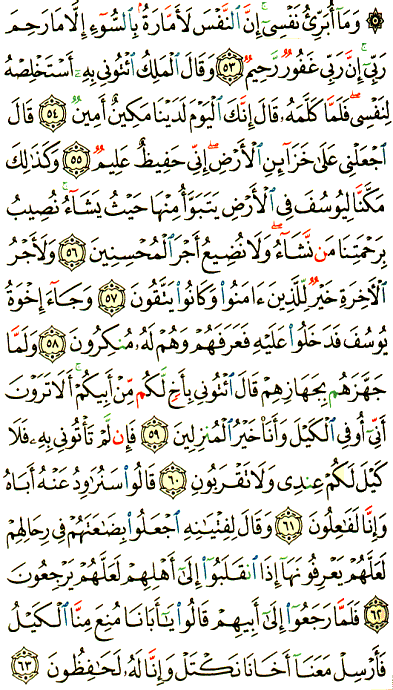 ۞ وَمَآ أُبَرِّئُ نَفْسِىٓ ۚ إِنَّ ٱلنَّفْسَ لَأَمَّارَةٌۢ بِٱلسُّوٓءِ إِلَّا مَا رَحِمَ
رَبِّىٓ ۚ إِنَّ رَبِّى غَفُورٌ رَّحِيمٌ ٥٣ وَقَالَ ٱلْمَلِكُ ٱئْتُونِى بِهِۦٓ أَسْتَخْلِصْهُ
لِنَفْسِى ۖ فَلَمَّا كَلَّمَهُۥ قَالَ إِنَّكَ ٱلْيَوْمَ لَدَيْنَا مَكِينٌ أَمِينٌ ٥٤ قَالَ
ٱجْعَلْنِى عَلَىٰ خَزَآئِنِ ٱلْأَرْضِ ۖ إِنِّى حَفِيظٌ عَلِيمٌ ٥٥ وَكَذَٰلِكَ
مَكَّنَّا لِيُوسُفَ فِى ٱلْأَرْضِ يَتَبَوَّأُ مِنْهَا حَيْثُ يَشَآءُ ۚ نُصِيبُ
بِرَحْمَتِنَا مَن نَّشَآءُ ۖ وَلَا نُضِيعُ أَجْرَ ٱلْمُحْسِنِينَ ٥٦ وَلَأَجْرُ
ٱلْأَخِرَةِ خَيْرٌ لِّلَّذِينَ ءَامَنُوا۟ وَكَانُوا۟ يَتَّقُونَ ٥٧ وَجَآءَ إِخْوَةُ
يُوسُفَ فَدَخَلُوا۟ عَلَيْهِ فَعَرَفَهُمْ وَهُمْ لَهُۥ مُنكِرُونَ ٥٨ وَلَمَّا
جَهَّزَهُم بِجَهَازِهِمْ قَالَ ٱئْتُونِى بِأَخٍ لَّكُم مِّنْ أَبِيكُمْ ۚ أَلَا تَرَوْنَ
أَنِّىٓ أُوفِى ٱلْكَيْلَ وَأَنَا۠ خَيْرُ ٱلْمُنزِلِينَ ٥٩ فَإِن لَّمْ تَأْتُونِى بِهِۦ فَلَا
كَيْلَ لَكُمْ عِندِى وَلَا تَقْرَبُونِ ٦٠ قَالُوا۟ سَنُرَٰوِدُ عَنْهُ أَبَاهُ
وَإِنَّا لَفَٰعِلُونَ ٦١ وَقَالَ لِفِتْيَٰنِهِ ٱجْعَلُوا۟ بِضَٰعَتَهُمْ فِى رِحَالِهِمْ
لَعَلَّهُمْ يَعْرِفُونَهَآ إِذَا ٱنقَلَبُوٓا۟ إِلَىٰٓ أَهْلِهِمْ لَعَلَّهُمْ يَرْجِعُونَ
٦٢ فَلَمَّا رَجَعُوٓا۟ إِلَىٰٓ أَبِيهِمْ قَالُوا۟ يَٰٓأَبَانَا مُنِعَ مِنَّا ٱلْكَيْلُ
فَأَرْسِلْ مَعَنَآ أَخَانَا نَكْتَلْ وَإِنَّا لَهُۥ لَحَٰفِظُونَ ٦٣